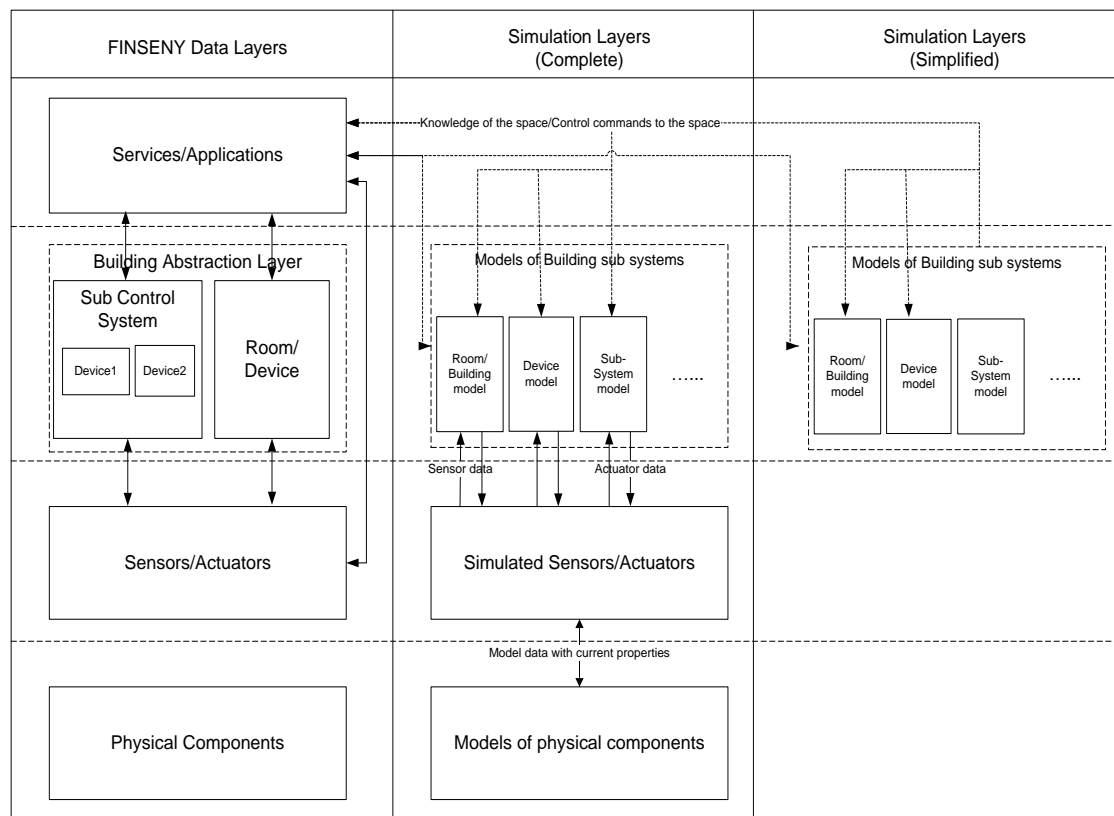 FINSENY Data Layers
Simulation Layers
(Complete)
Simulation Layers
(Simplified)
Knowledge of the space/Control commands to the space
Services/Applications
Building Abstraction Layer
Sub Control
System
Device1
Device2
Room/
Device
Models of Building sub systems
Room/
Building
model
Device
model
Sub-
System
model
…...
Models of Building sub systems
Room/
Building
model
Device
model
Sub-
System
model
…...
Sensor data
Actuator data
Sensors/Actuators
Simulated Sensors/Actuators
Model data with current properties
Physical Components
Models of physical components